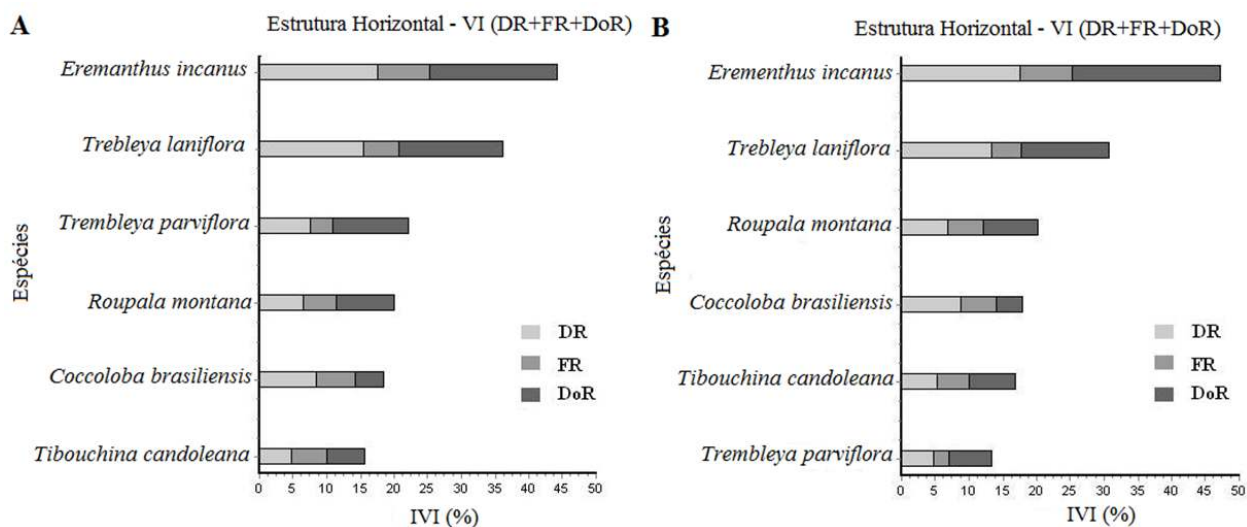 A
Estrutura Horizontal - VI (DR+FR+DoR)
Espécies
Eremanthus incanus
Trebleya laniflora
Trembleya parviflora
Roupala montana
Coccoloba brasiliensis
Tibouchina candoleana
DR
FR
DoR
0 5 10 15 20 25 30 35 40 45 50
IVI (%)
B
Estrutura Horizontal - VI (DR+FR+DoR)
Espécies
Erementhus incanus
Trebleya laniflora
Roupala montana
Coccoloba brasiliensis
Tibouchina candoleana
Trembleya parviflora
DR
FR
DoR
0 5 10 15 20 25 30 35 40 45 50
IVI (%)